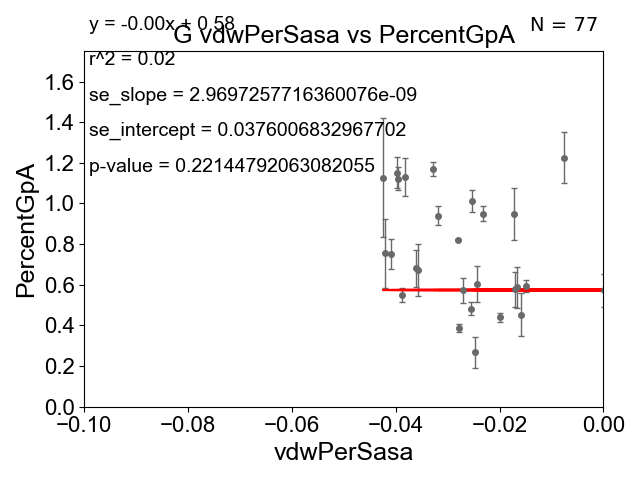 y = -0.00x + 0.58
G vdwPerSasa vs PercentGpA
N = 77
r^2 = 0.02
se_slope = 2.9697257716360076e-09
se_intercept = 0.0376006832967702
p-value = 0.22144792063082055
PercentGpA
1.6
1.4
1.2
1.0
0.8
0.6
0.4
0.2
0.0
−0.10 −0.08 −0.06 −0.04 −0.02 0.00
vdwPerSasa